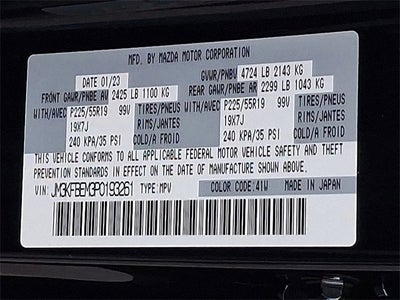 MFD. BY MAZDA MOTOR CORPORATION
DATE 01/23 GVWR/PNBV 4724 LB 2143 KG
FRONT GAWR/PNBE AV 2425 LB 1100 KG REAR GAWR/PNBE AR 2299 LB 1043 KG
WITH/AVEC P225/55R19 99V TIRES/PNEUS WITH/AVEC P225/55R19 99V TIRES/PNEUS
19X7J RIMS/JANTES 19X7J RIMS/JANTES
240 KPA/35 PSI COLD/A FROID 240 KPA/35 PSI COLD/A FROID
THIS VEHICLE CONFORMS TO ALL APPLICABLE FEDERAL MOTOR VEHICLE SAFETY AND THEFT
PREVENTION STANDARDS IN EFFECT ON THE DATE OF MANUFACTURE SHOWN ABOVE.
VIN: JM3KFBEM3P0193261 TYPE: MPV COLOR CODE: 41W MADE IN JAPAN